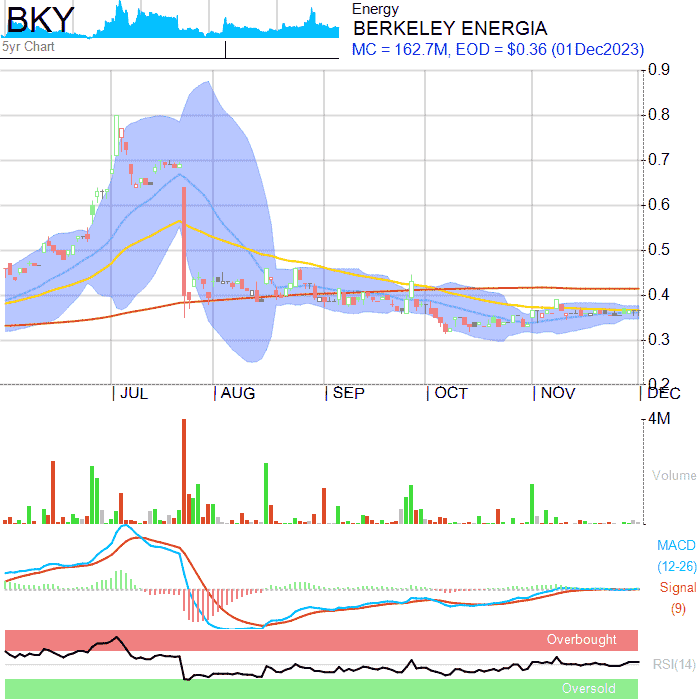 BKY
5yr Chart
Energy
BERKELEY ENERGIA
MC = 162.7M, EOD = $0.36 (01Dec2023)
0.9
0.8
0.7
0.6
0.5
0.4
0.3
0.2
JUL AUG SEP OCT NOV DEC
4M
Volume
MACD
(12-26)
Signal
(9)
Overbought
RSI(14)
Oversold